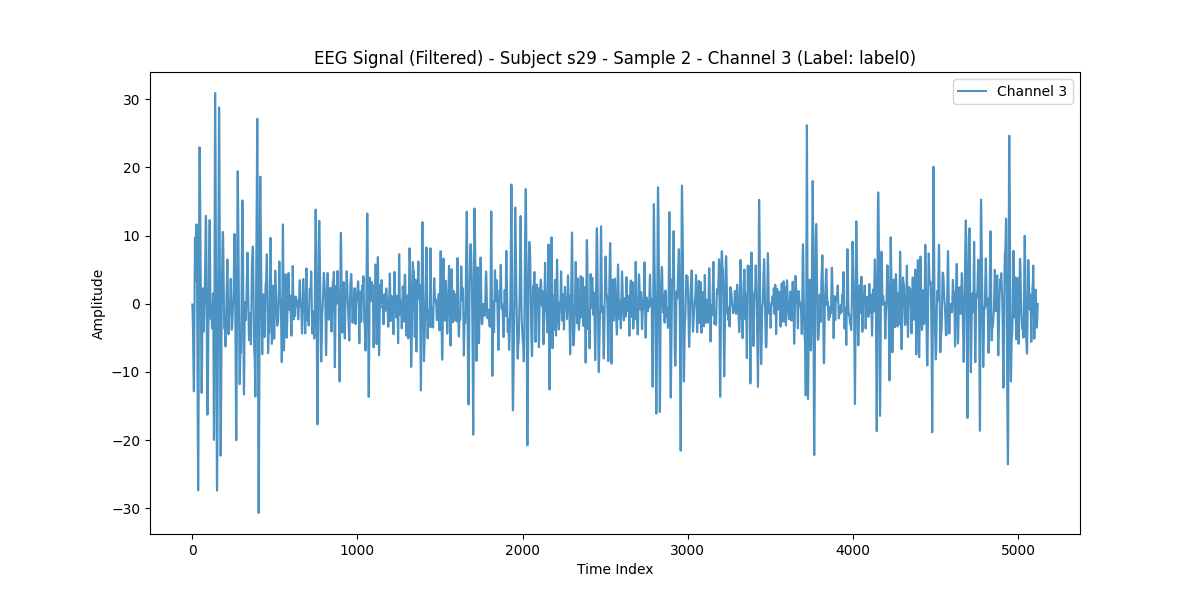 EEG Signal (Filtered) - Subject s29 - Sample 2 - Channel 3 (Label: label0)
Channel 3
30
20
10
0
−10
−20
−30
Amplitude
0 1000 2000 3000 4000 5000
Time Index